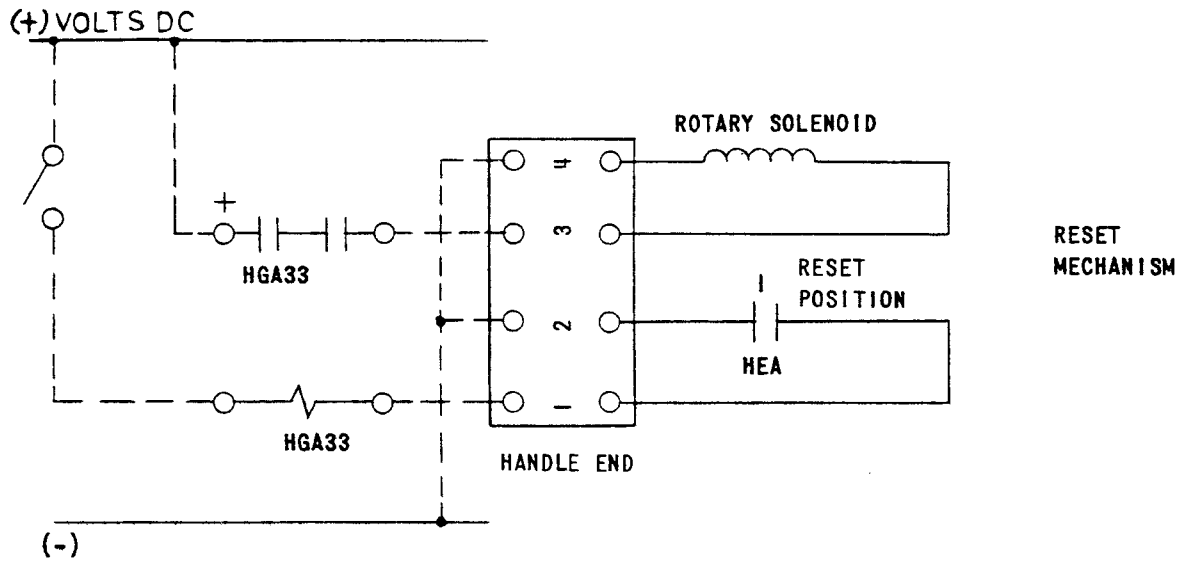 (+) VOLTS DC
ROTARY SOLENOID
4
+
3
HGA33
RESET
MECHANISM
RESET
POSITION
2
HEA
1
HGA33
HANDLE END
(-)